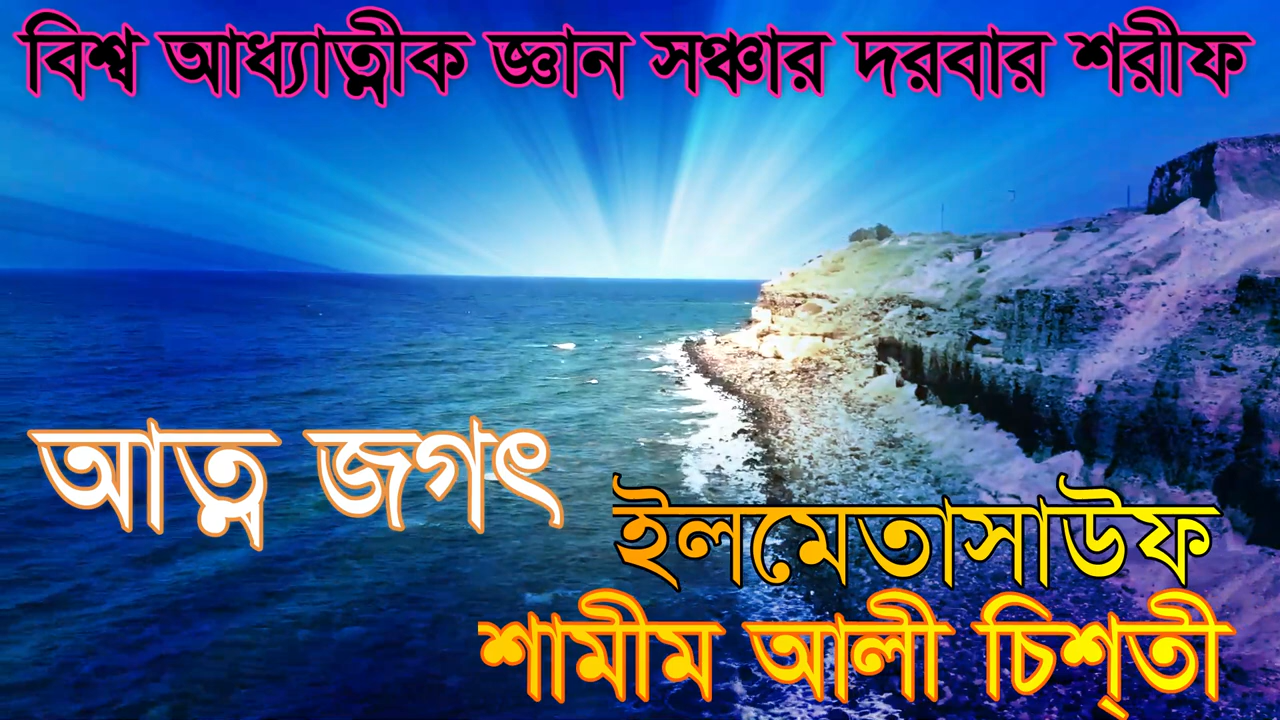 বিশ্ব আধ্যাত্নীক জ্ঞান সঞ্চার দরবার শরীফ
আত্ন জগৎ
ইলমেতাসাউফ
শামীম আলী চিশ্‌তী